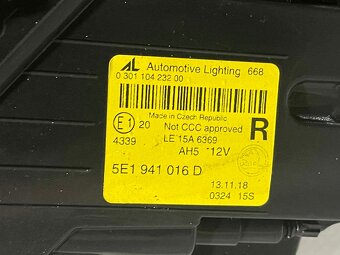 AL Automotive Lighting 668
0 301 104 232 00
Made in Czech Republic
E1 20 Not CCC approved R
4339 LE 15A 6369
AH5 12V
5E1 941 016 D
13.11.18
0324 15S